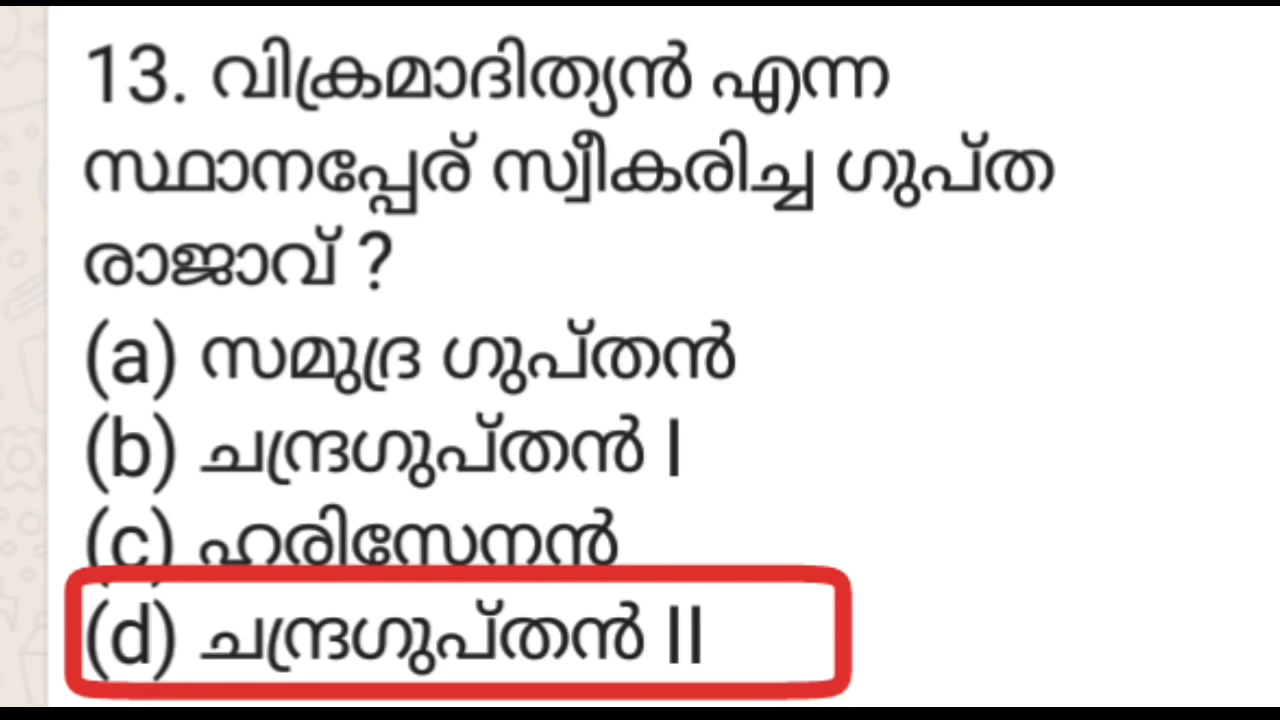 13. വിക്രമാദിത്യൻ എന്ന
സ്ഥാനപ്പേര് സ്വീകരിച്ച ഗുപ്ത
രാജാവ് ?
(a) സമുദ്ര ഗുപ്തൻ
(b) ചന്ദ്രഗുപ്തൻ I
(c) ഹരിസേനൻ
(d) ചന്ദ്രഗുപ്തൻ II